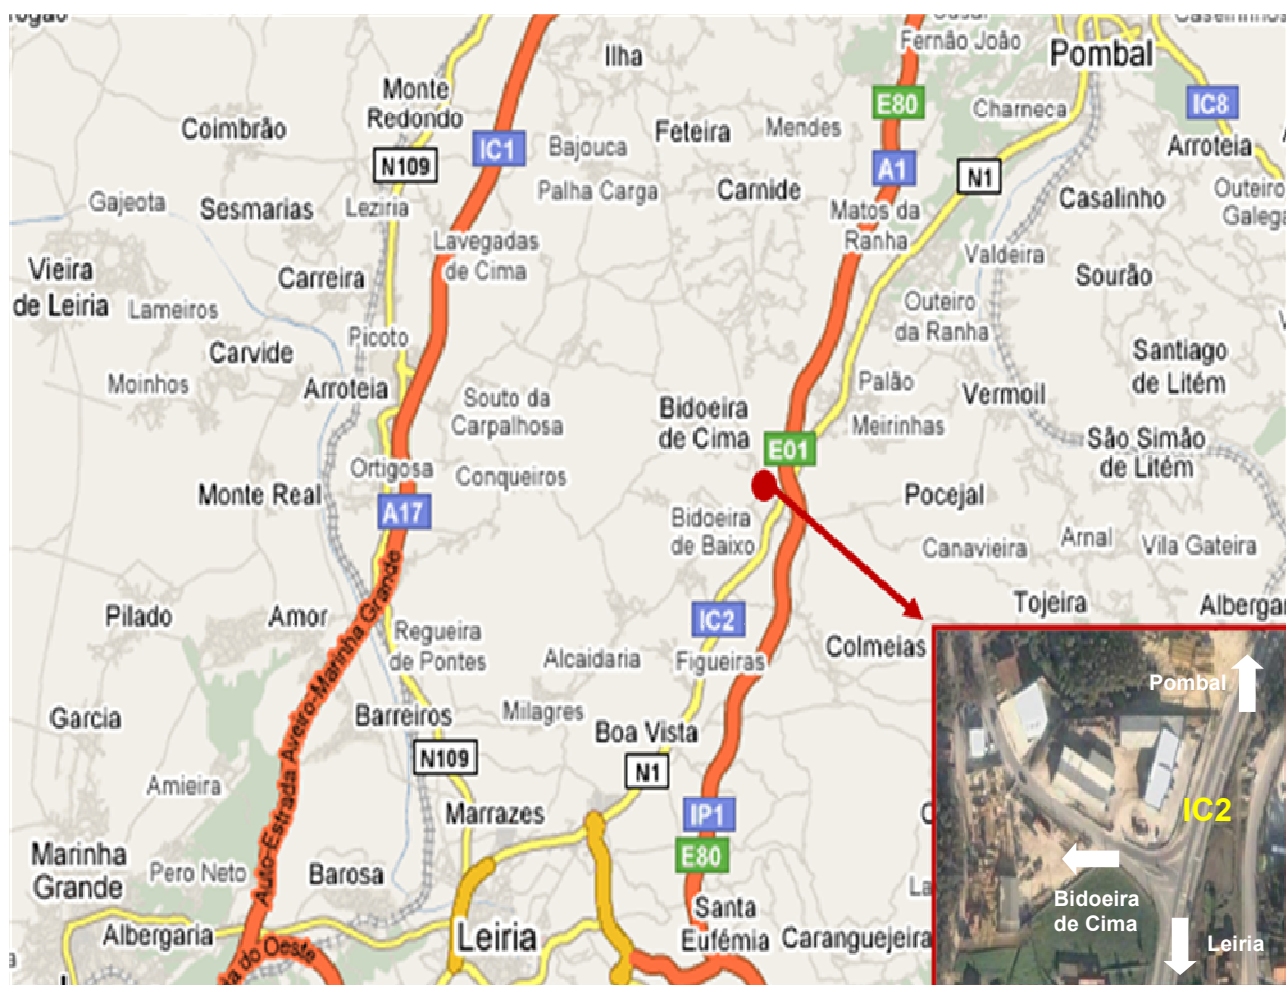 Ilha
Fernão João
Pombal
Monte
Redondo
E80
Charneca
IC8
Coimbrão
IC1
Bajouca
Feteira
Mendes
Arroteia
N109
A1
N1
Palha Carga
Carnide
Casalinho
Outeiro
Galega
Gajeota
Sesmarias
Leziria
Matos da
Ranha
Lavegadas
de Cima
Valdeira
Vieira
de Leiria
Carreira
Sourão
Lameiros
Outeiro
da Ranha
Picoto
Carvide
Santiago
de Litém
Moinhos
Arroteia
Souto da
Carpalhosa
Palão
Vermoil
Bidoeira
de Cima
Meirinhas
São Simão
de Litém
E01
Ortigosa
Conqueiros
Monte Real
Pocejal
A17
Bidoeira
de Baixo
Canavieira
Arnal
Vila Gateira
Auto-Estrada Aveiro-Marinha Grande
Pilado
Amor
Tojeira
Albergar
IC2
Regueira
de Pontes
Alcaidaria
Figueiras
Colmeias
Garcia
Barreiros
Milagres
Boa Vista
N109
N1
Amieira
Marrazes
IP1
E80
Marinha
Grande
Pero Neto
Barosa
Santa
Eufémia
Caranguejeira
Albergaria
Leiria
do Oeste
Pombal
IC2
Bidoeira
de Cima
Leiria